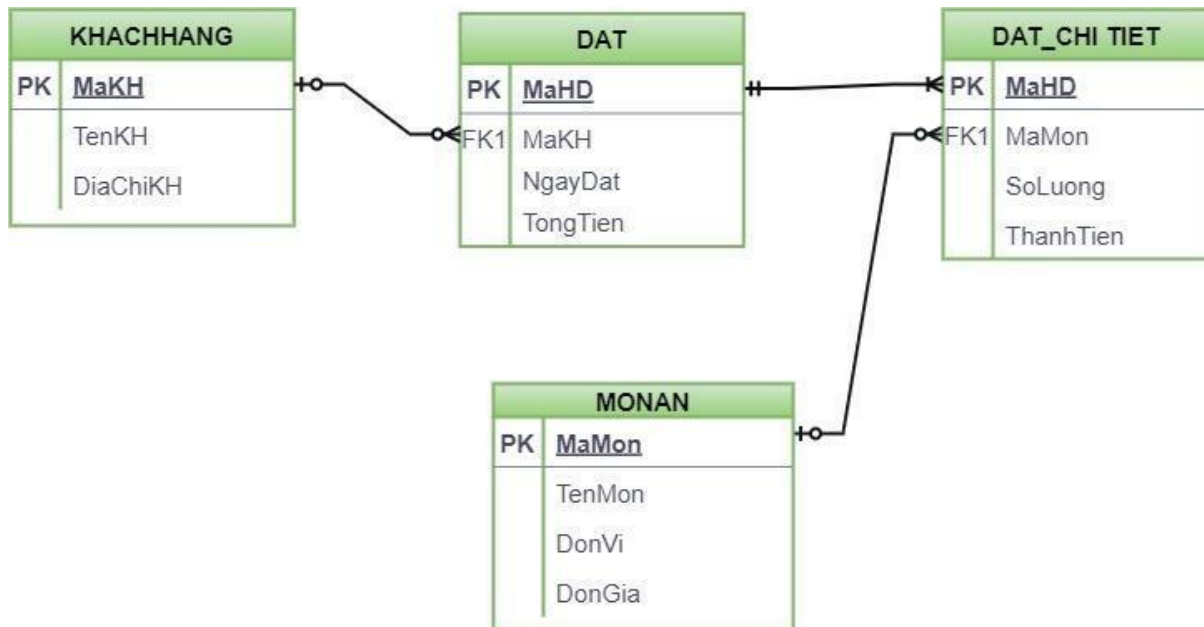 KHACHHANG
PK MaKH
TenKH
DiaChiKH
DAT
PK MaHD
FK1 MaKH
NgayDat
TongTien
DAT_CHI TIET
PK MaHD
FK1 MaMon
SoLuong
ThanhTien
MONAN
PK MaMon
TenMon
DonVi
DonGia